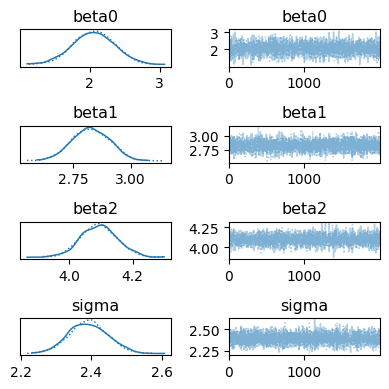 beta0 beta0
3
2
2 3 0 1000
beta1 beta1
3.00
2.75
2.75 3.00 0 1000
beta2 beta2
4.25
4.00
4.0 4.2 0 1000
sigma sigma
2.50
2.25
2.2 2.4 2.6 0 1000